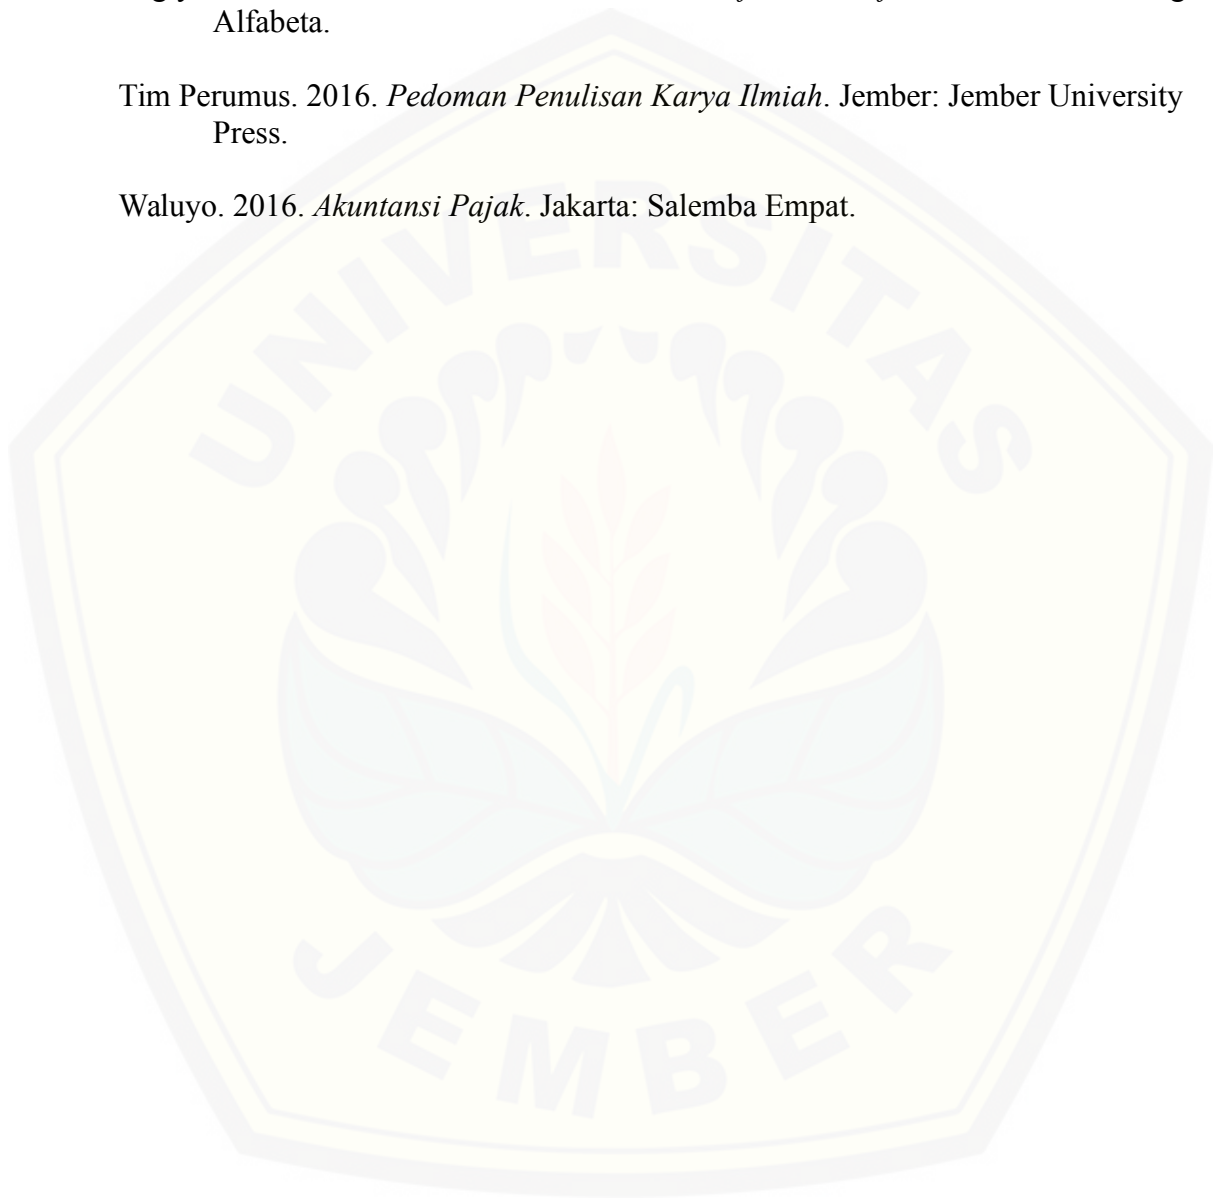 Alfabeta.
Tim Perumus. 2016. Pedoman Penulisan Karya Ilmiah. Jember: Jember University
Press.
Waluyo. 2016. Akuntansi Pajak. Jakarta: Salemba Empat.
UNIVERSITAS
JEMBER